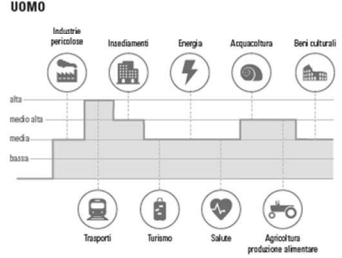 UOMO
Industrie
pericolose
Insediamenti
Energia
Acquacoltura
Beni culturali
alta
medio alta
media
bassa
Trasporti
Turismo
Salute
Agricoltura
produzione alimentare